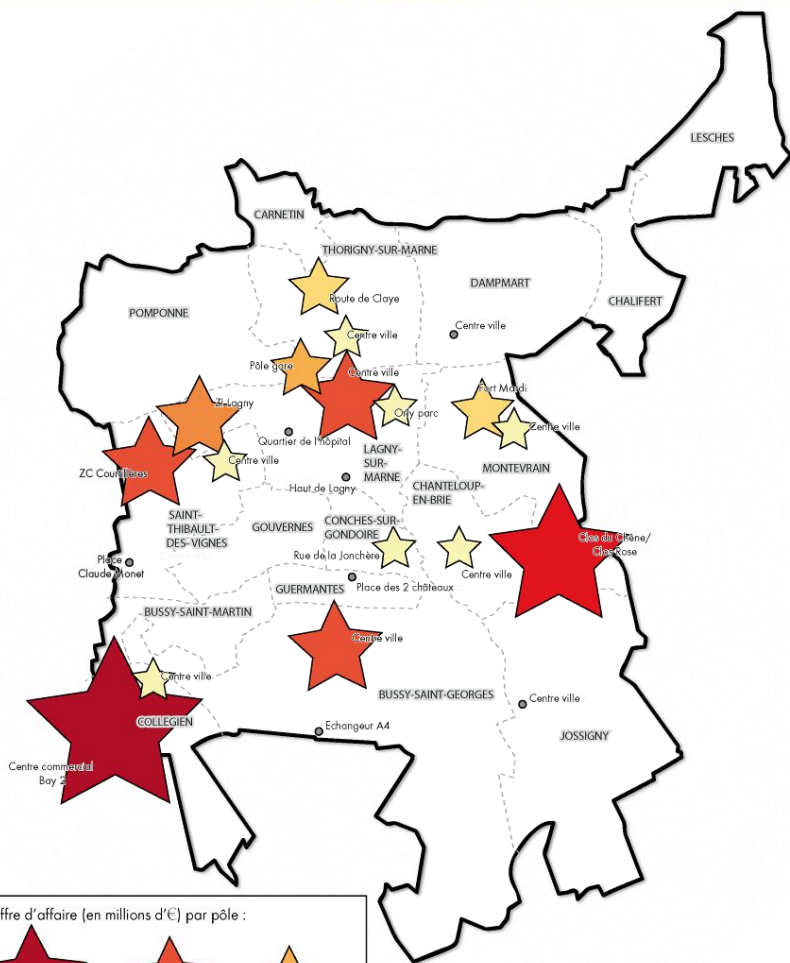 LESCHES
CARNETIN
THORIGNY-SUR-MARNE
DAMPMART
CHALIFERT
POMPONNE
Route de Claye
Centre ville
Centre ville
Pôle gare
Centre ville
Fort Mardi
ZI Lagny
Orly parc
Centre ville
Quartier de l'hôpital
LAGNY-
SUR-
MARNE
Centre ville
MONTEVRAIN
ZC Courtillères
Haut de Lagny
CHANTELOUP-
EN-BRIE
SAINT-
THIBAULT-
DES-VIGNES
GOUVERNES
CONCHES-SUR-
GONDOIRE
Clos du Chêne/
Clos Rose
Rue de la Jonchère
Centre ville
Place
Claude Monet
GUERMANTES
Place des 2 châteaux
BUSSY-SAINT-MARTIN
Centre ville
Centre ville
BUSSY-SAINT-GEORGES
Centre ville
COLLEGIEN
Echangeur A4
JOSSIGNY
Centre commercial
Bay 2
ffre d'affaire (en millions d'€) par pôle :